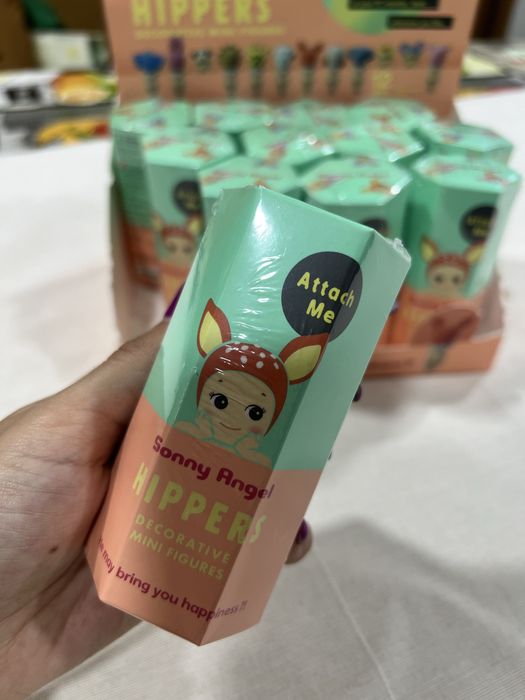 HIPPERS
DECORATIVE MINI FIGURES
Attach
Me
Sonny Angel
HIPPERS
DECORATIVE
MINI FIGURES
may bring you happiness ?!